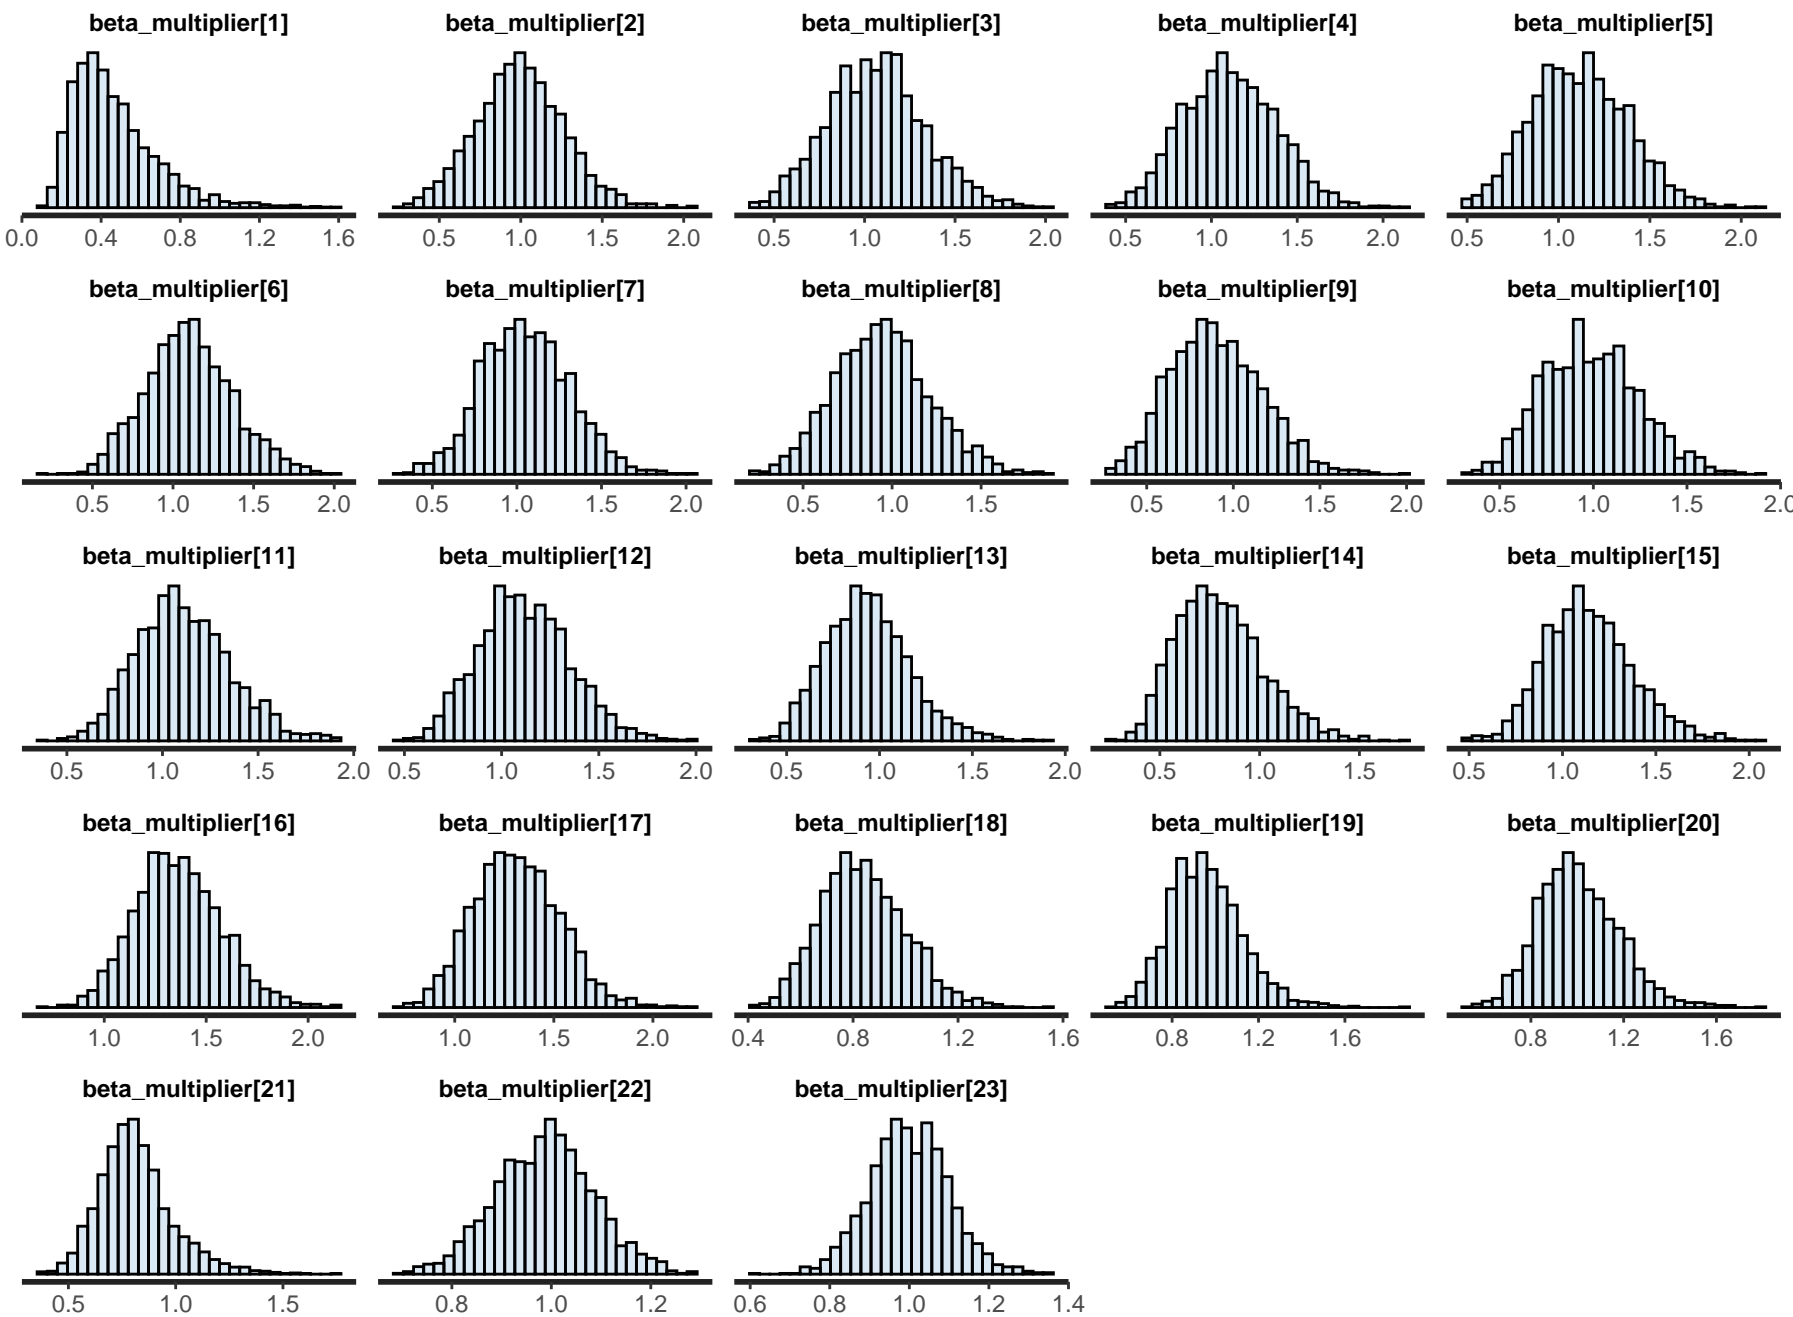 beta_multiplier[1] beta_multiplier[2] beta_multiplier[3] beta_multiplier[4] beta_multiplier[5]
0.0 0.4 0.8 1.2 1.6 0.5 1.0 1.5 2.0 0.5 1.0 1.5 2.0 0.5 1.0 1.5 2.0 0.5 1.0 1.5 2.0
beta_multiplier[6] beta_multiplier[7] beta_multiplier[8] beta_multiplier[9] beta_multiplier[10]
0.5 1.0 1.5 2.0 0.5 1.0 1.5 2.0 0.5 1.0 1.5 0.5 1.0 1.5 2.0 0.5 1.0 1.5 2.0
beta_multiplier[11] beta_multiplier[12] beta_multiplier[13] beta_multiplier[14] beta_multiplier[15]
0.5 1.0 1.5 2.0 0.5 1.0 1.5 2.0 0.5 1.0 1.5 2.0 0.5 1.0 1.5 0.5 1.0 1.5 2.0
beta_multiplier[16] beta_multiplier[17] beta_multiplier[18] beta_multiplier[19] beta_multiplier[20]
1.0 1.5 2.0 1.0 1.5 2.0 0.4 0.8 1.2 1.6 0.8 1.2 1.6 0.8 1.2 1.6
beta_multiplier[21] beta_multiplier[22] beta_multiplier[23]
0.5 1.0 1.5 0.8 1.0 1.2 0.6 0.8 1.0 1.2 1.4